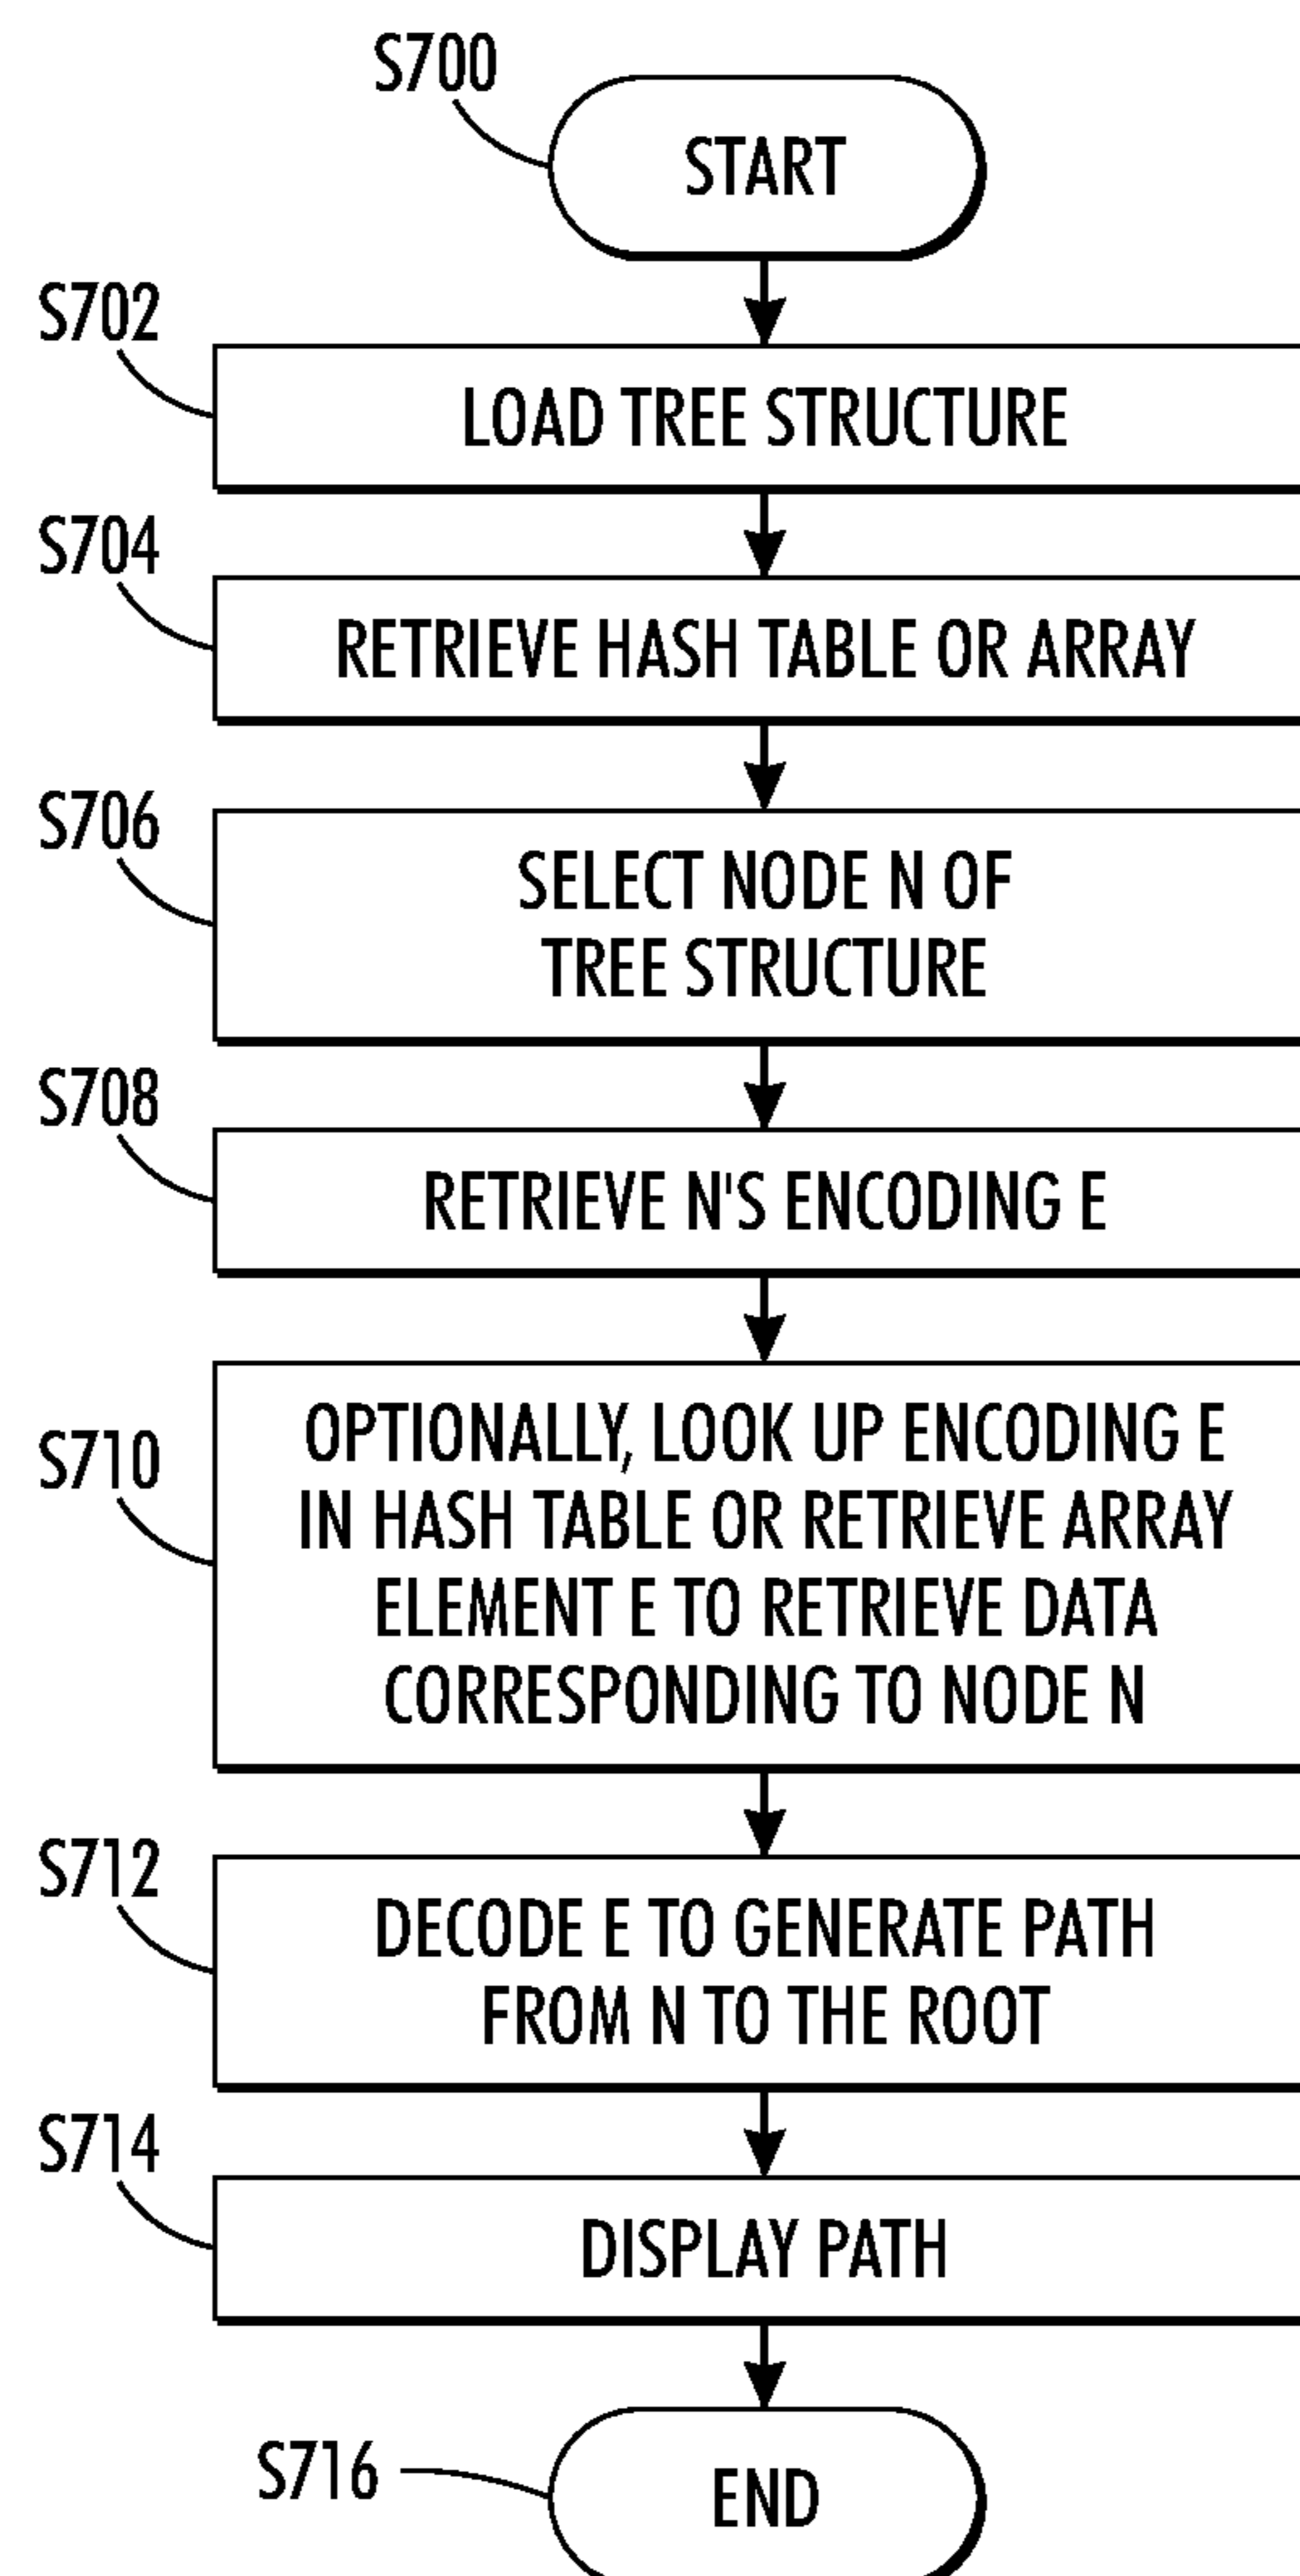 S700
START
S702
LOAD TREE STRUCTURE
S704
RETRIEVE HASH TABLE OR ARRAY
S706
SELECT NODE N OF
TREE STRUCTURE
S708
RETRIEVE N'S ENCODING E
S710
OPTIONALLY, LOOK UP ENCODING E
IN HASH TABLE OR RETRIEVE ARRAY
ELEMENT E TO RETRIEVE DATA
CORRESPONDING TO NODE N
S712
DECODE E TO GENERATE PATH
FROM N TO THE ROOT
S714
DISPLAY PATH
S716
END